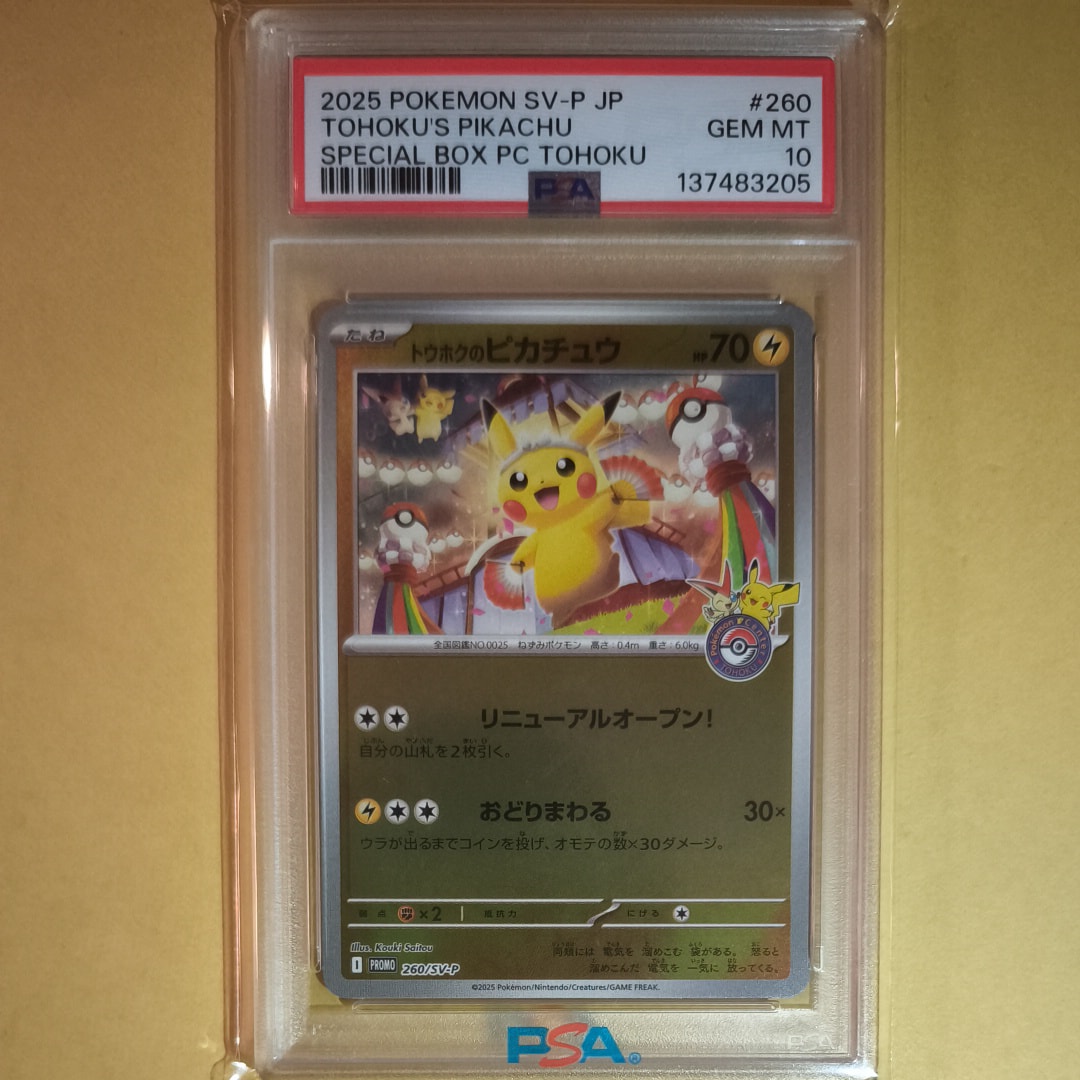 2025 POKEMON SV-P JP #260
TOHOKU'S PIKACHU GEM MT
SPECIAL BOX PC TOHOKU 10
137483205
PSA
たね
トウホクのピカチュウ HP70
全国図鑑NO.0025 ねずみポケモン 高さ:0.4m 重さ:6.0kg
Pokémon Center
TOHOKU
リニューアルオープン!
自分の山札を2枚引く。
おどりまわる 30×
ウラが出るまでコインを投げ、オモテの数×30ダメージ。
弱点 ×2 抵抗力 にげる
Illus. Kouki Saitou
両頬には 電気を 溜めこむ 袋がある。 怒ると
溜めこんだ 電気を 一気に 放ってくる。
I PROMO 260/SV-P
©2025 Pokémon/Nintendo/Creatures/GAME FREAK.
PSA®
PSA